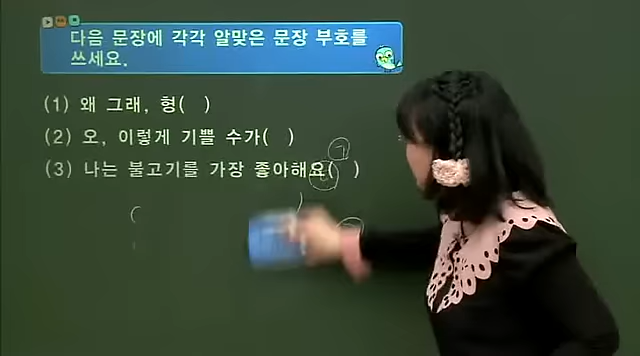 다음 문장에 각각 알맞은 문장 부호를
쓰세요.
(1) 왜 그래, 형( )
(2) 오, 이렇게 기쁠 수가( )
(3) 나는 불고기를 가장 좋아해요( )